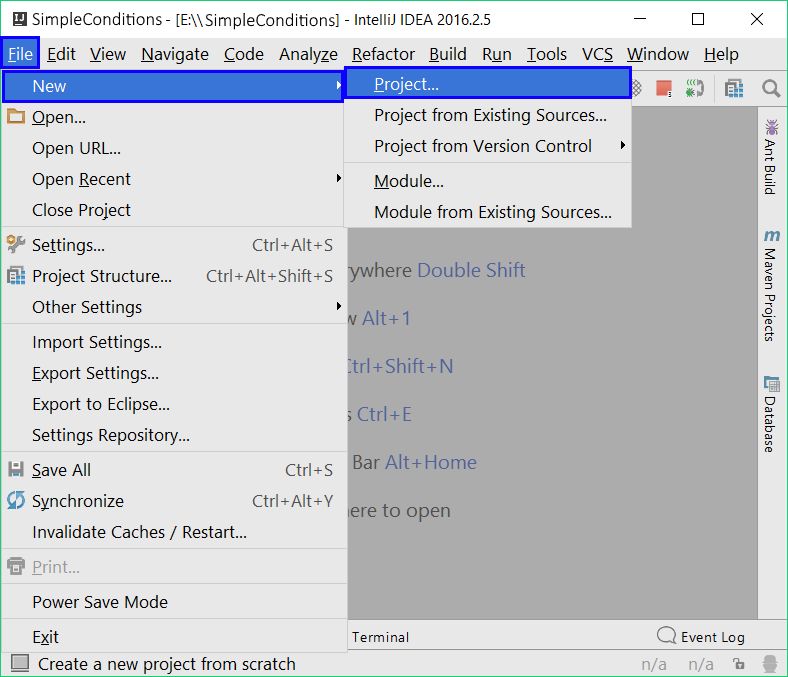 SimpleConditions - [E:\\SimpleConditions] - IntelliJ IDEA 2016.2.5
File Edit View Navigate Code Analyze Refactor Build Run Tools VCS Window Help
New
Project...
Open...
Project from Existing Sources...
Open URL...
Project from Version Control
Open Recent
Module...
Close Project
Module from Existing Sources...
Settings... Ctrl+Alt+S
Project Structure... Ctrl+Alt+Shift+S
Other Settings
Import Settings...
Export Settings...
Export to Eclipse...
Settings Repository...
Save All Ctrl+S
Synchronize Ctrl+Alt+Y
Invalidate Caches / Restart...
Print...
Power Save Mode
Exit
Double Shift
Alt+1
Ctrl+Shift+N
Ctrl+E
Bar Alt+Home
to open
Ant Build
m
Maven Projects
Database
Terminal
Event Log
Create a new project from scratch
n/a n/a